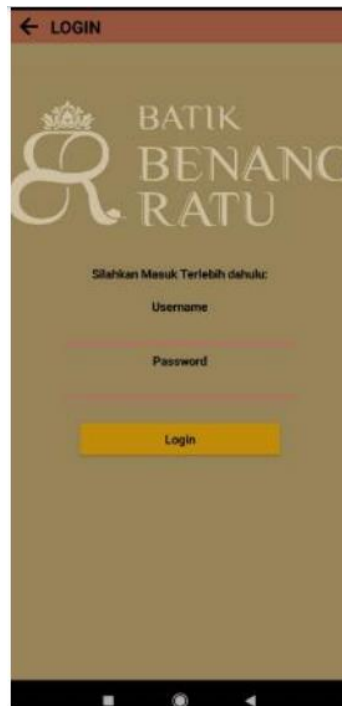 LOGIN
BATIK
BENANG
RATU
Silahkan Masuk Terlebih dahulu:
Username
Password
Login